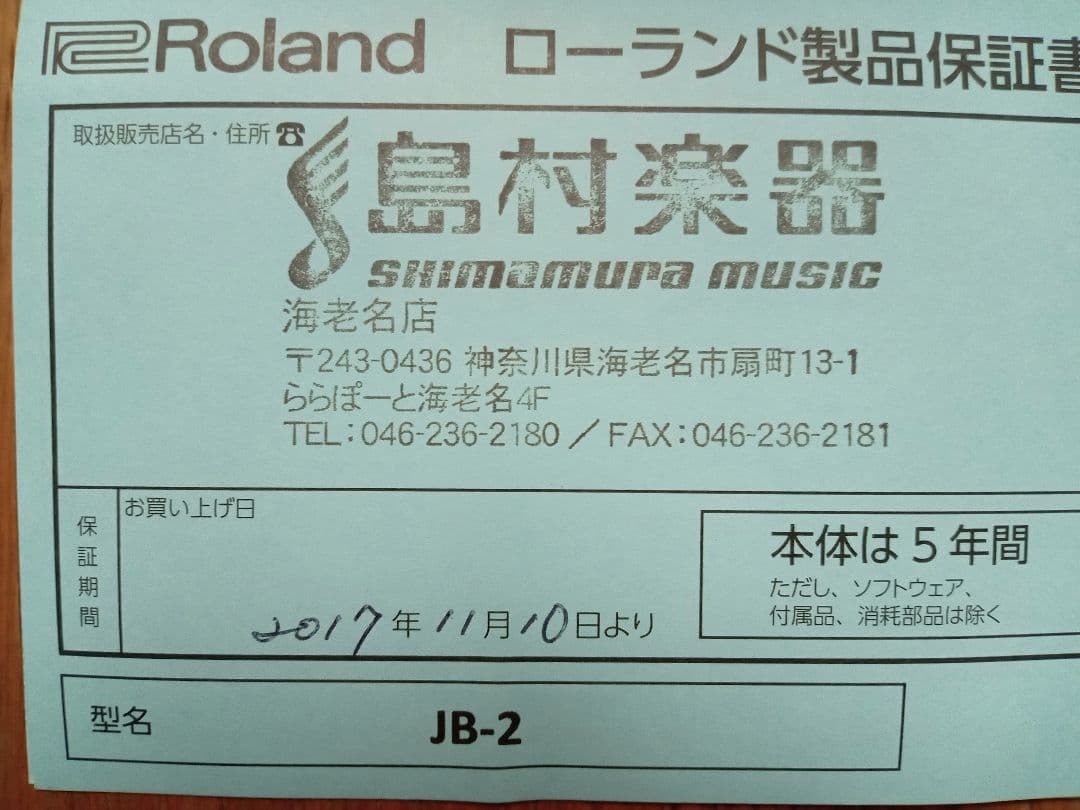 Roland ローランド製品保証書
取扱販売店名・住所☎
島村楽器
SHIMAMURA MUSIC
海老名店
〒243-0436 神奈川県海老名市扇町13-1
ららぽーと海老名4F
TEL：046-236-2180／FAX：046-236-2181
保証期間
お買い上げ日
2017年11月10日より
本体は5年間
ただし、ソフトウェア、
付属品、消耗部品は除く
型名 JB-2